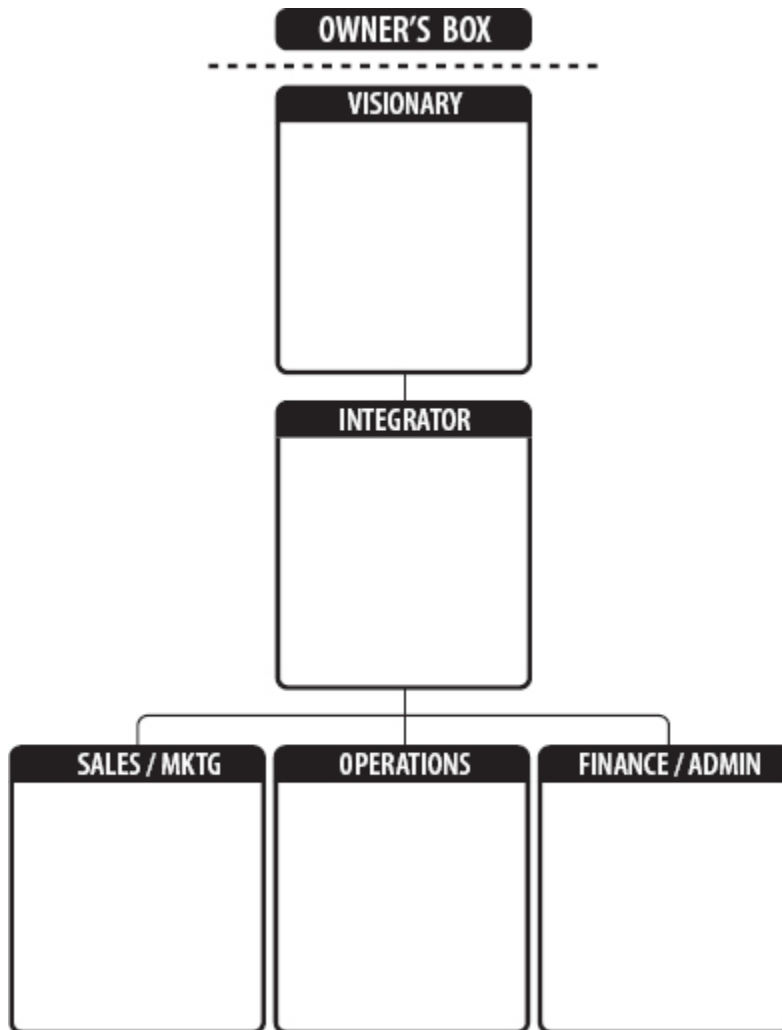 OWNER'S BOX
VISIONARY
INTEGRATOR
SALES / MKTG
OPERATIONS
FINANCE / ADMIN